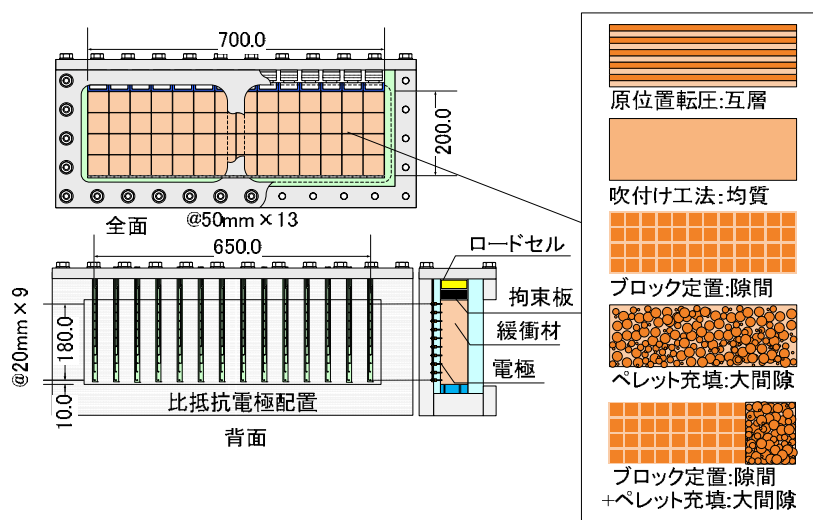 700.0
200.0
全面
@50mm×13
650.0
@20mm×9
180.0
10.0
比抵抗電極配置
背面
ロードセル
拘束板
緩衝材
電極
原位置転圧:互層
吹付け工法:均質
ブロック定置:隙間
ペレット充填:大間隙
ブロック定置:隙間
+ペレット充填:大間隙